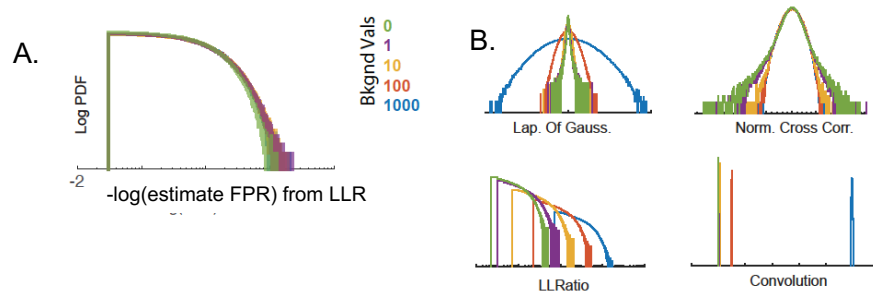 A.
Log PDF
-2
-log(estimate FPR) from LLR
Bkgnd Vals
0
1
10
100
1000
B.
Lap. Of Gauss.
Norm. Cross Corr.
LLRatio
Convolution